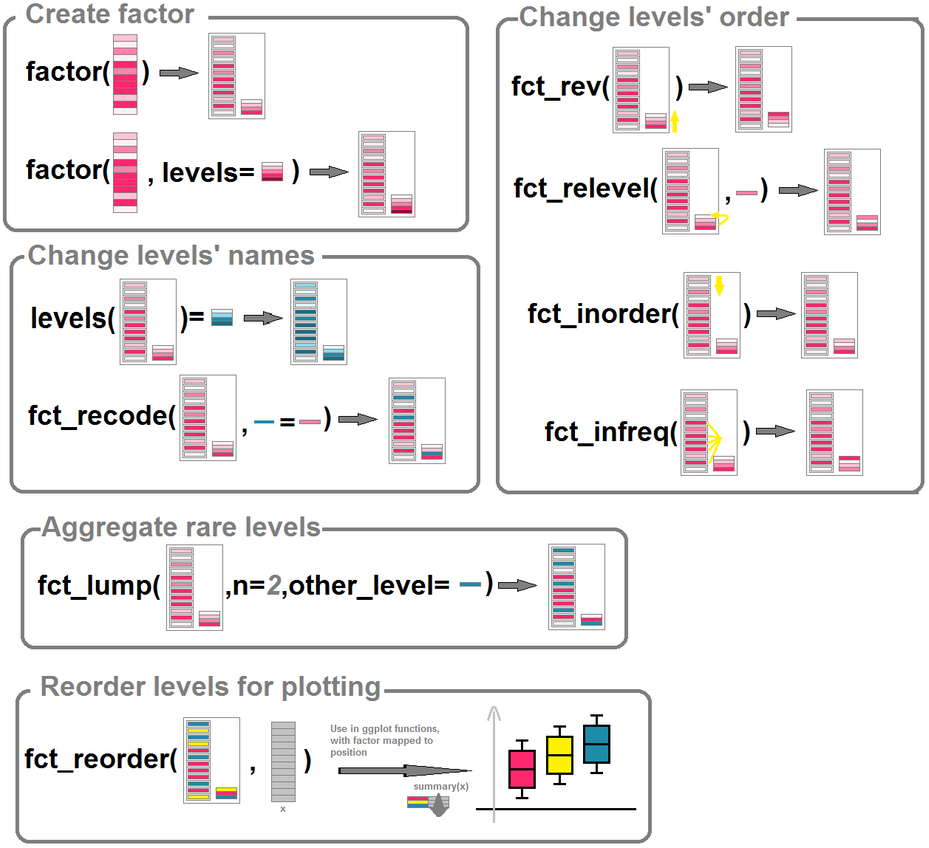 Create factor
factor( )
factor( , levels= )
Change levels' names
levels( )=
fct_recode( , = )
Change levels' order
fct_rev( )
fct_relevel( , )
fct_inorder( )
fct_infreq( )
Aggregate rare levels
fct_lump( ,n=2,other_level= )
Reorder levels for plotting
fct_reorder( , )
x
Use in ggplot functions,
with factor mapped to
position
summary(x)